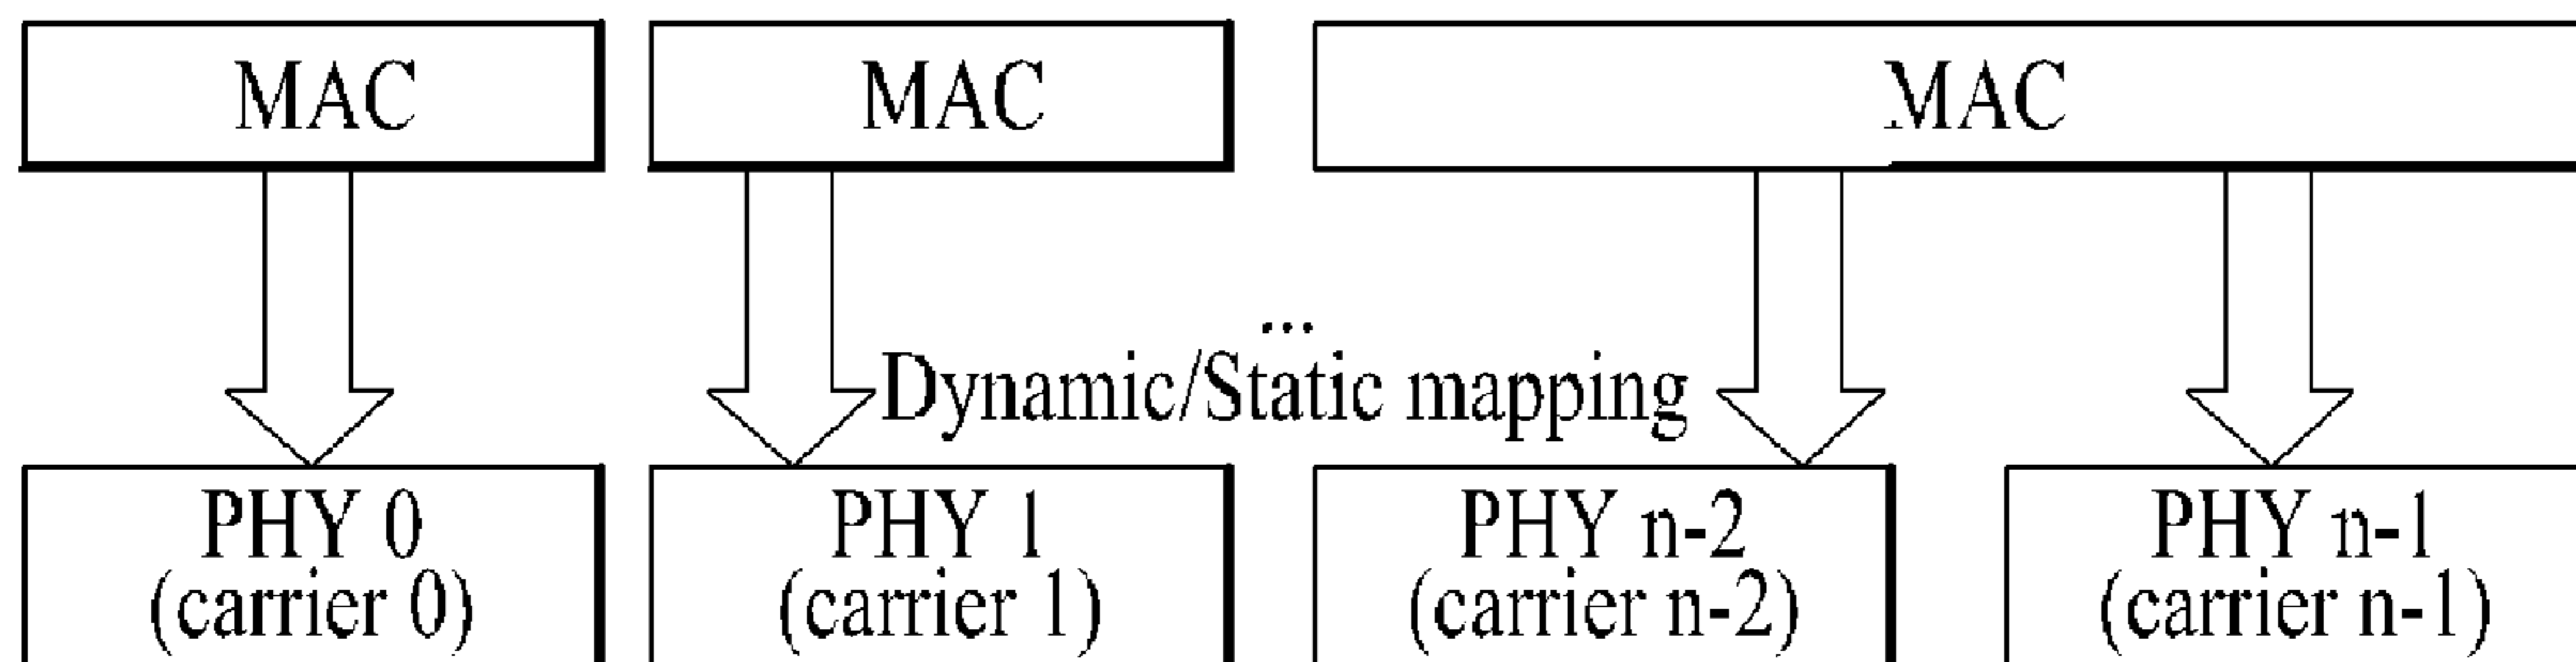 MAC
MAC
MAC
...
Dynamic/Static mapping
PHY 0
(carrier 0)
PHY 1
(carrier 1)
PHY n-2
(carrier n-2)
PHY n-1
(carrier n-1)